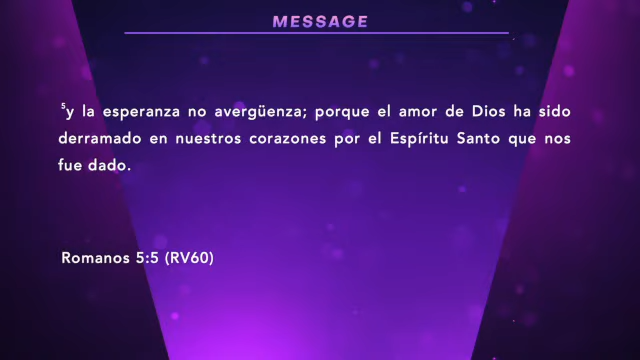 MESSAGE
⁵y la esperanza no avergüenza; porque el amor de Dios ha sido
derramado en nuestros corazones por el Espíritu Santo que nos
fue dado.
Romanos 5:5 (RV60)